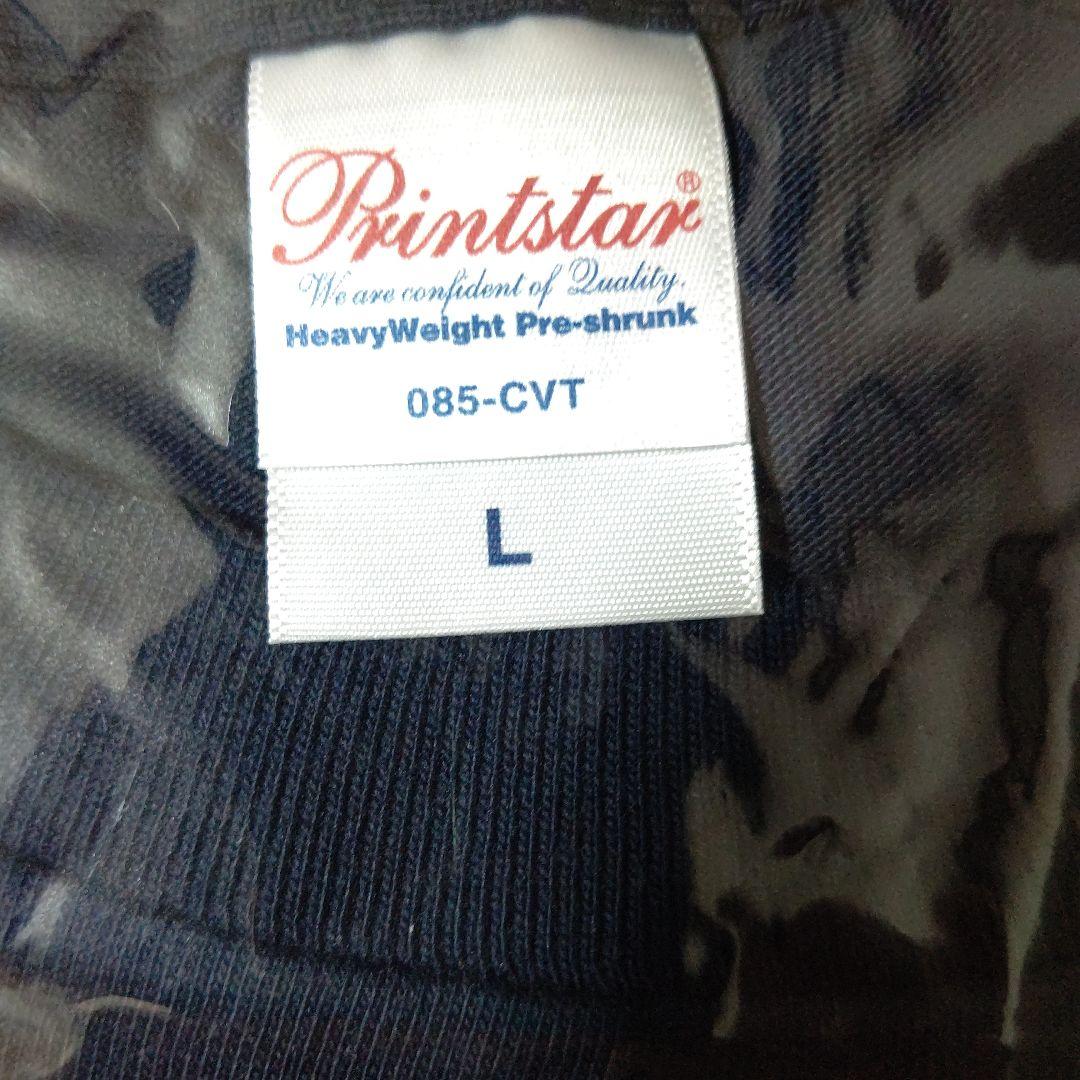 Printstar®
We are confident of Quality.
HeavyWeight Pre-shrunk
085-CVT
L